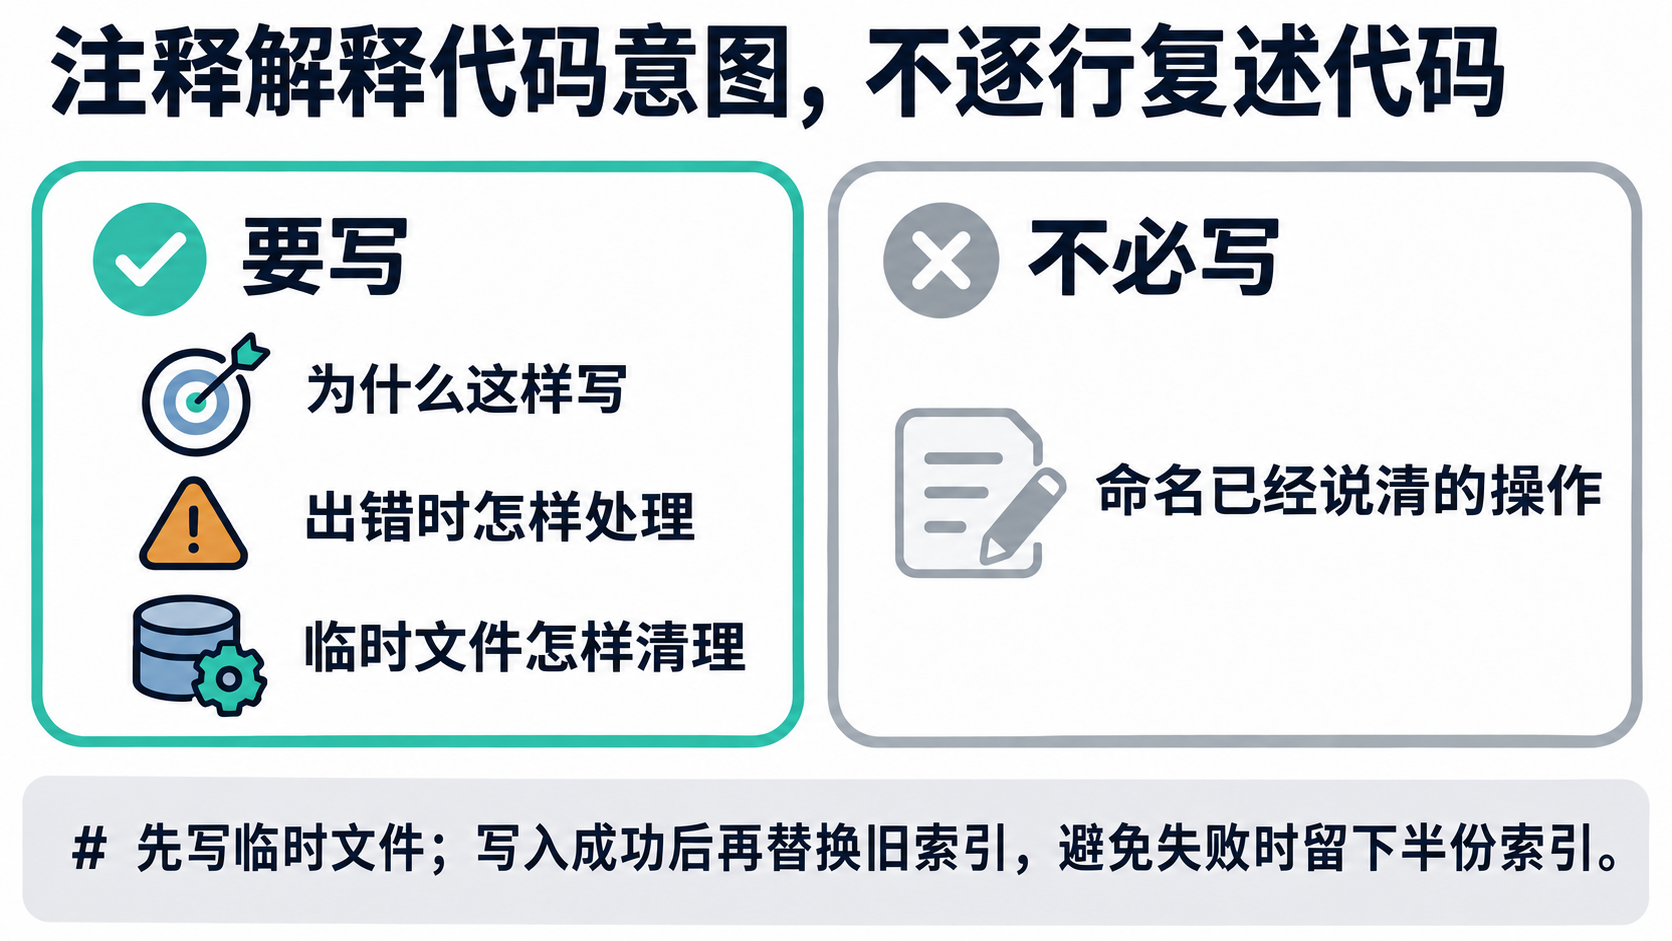 注释解释代码意图，不逐行复述代码
要写
为什么这样写
出错时怎样处理
临时文件怎样清理
不必写
命名已经说清的操作
# 先写临时文件；写入成功后再替换旧索引，避免失败时留下半份索引。